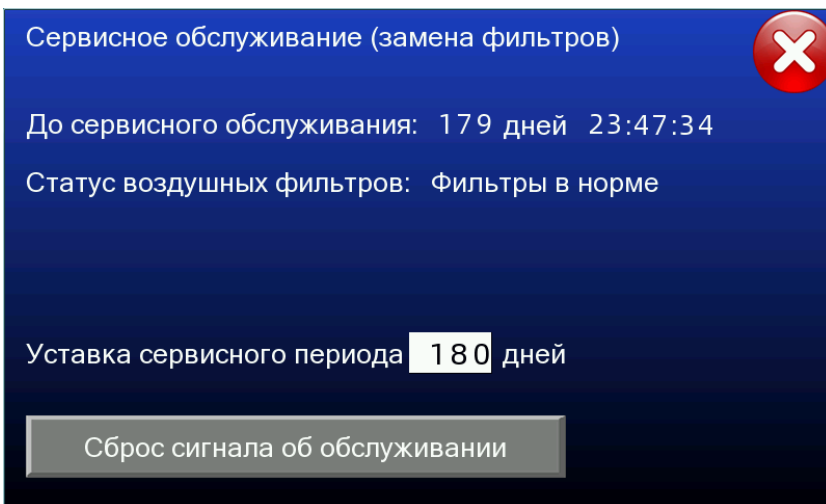 Сервисное обслуживание (замена фильтров)
До сервисного обслуживания: 179 дней 23:47:34
Статус воздушных фильтров: Фильтры в норме
Уставка сервисного периода 180 дней
Сброс сигнала об обслуживании